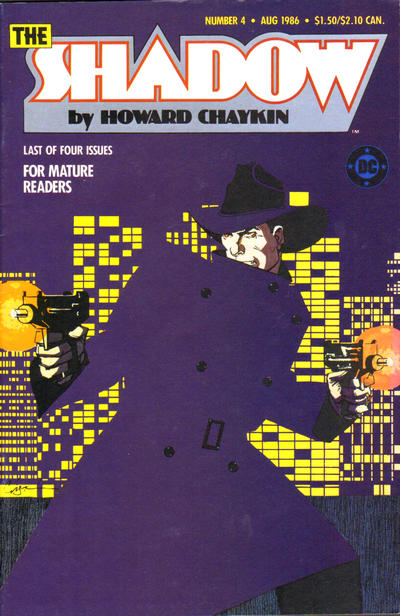 NUMBER 4 • AUG 1986 • $1.50/$2.10 CAN.
THE
SHADOW
by HOWARD CHAYKIN
TM
LAST OF FOUR ISSUES
FOR MATURE
READERS
DC